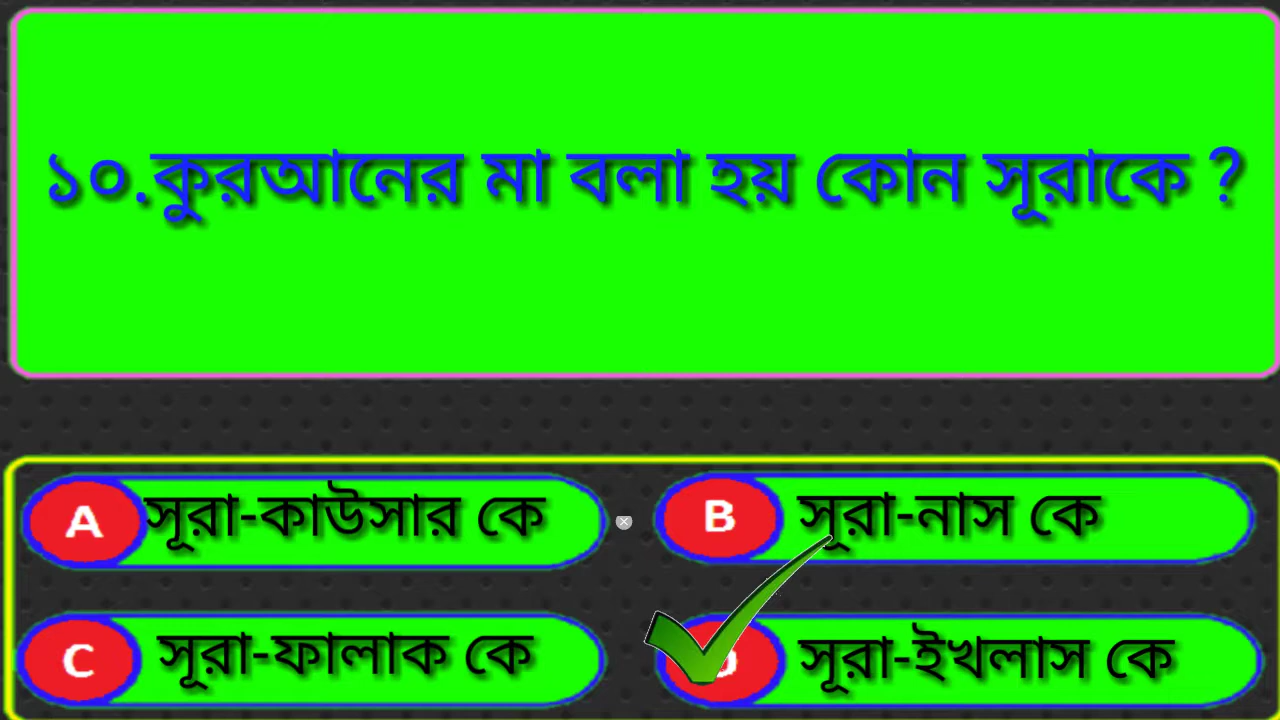 ১০.কুরআনের মা বলা হয় কোন সূরাকে ?
A সূরা-কাউসার কে
B সূরা-নাস কে
C সূরা-ফালাক কে
D সূরা-ইখলাস কে